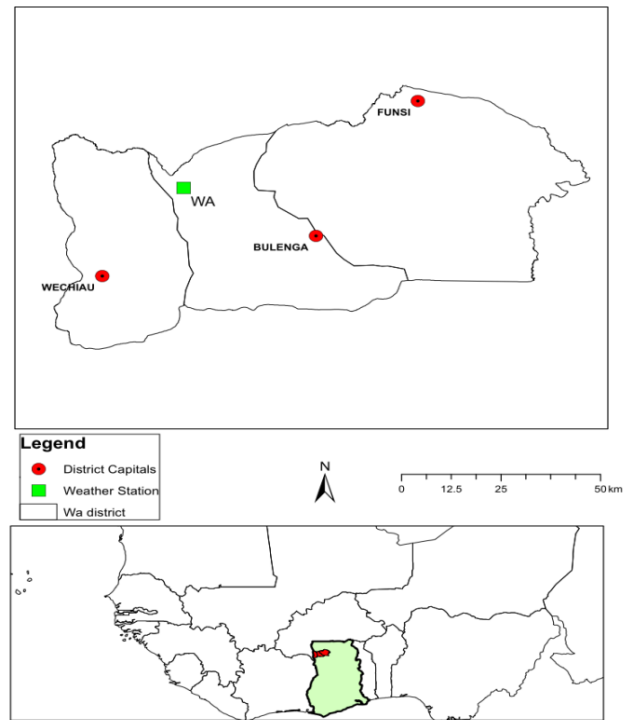 FUNSI
WA
BULENGA
WECHIAU
Legend
District Capitals
Weather Station
Wa district
N
0 12.5 25 50 km